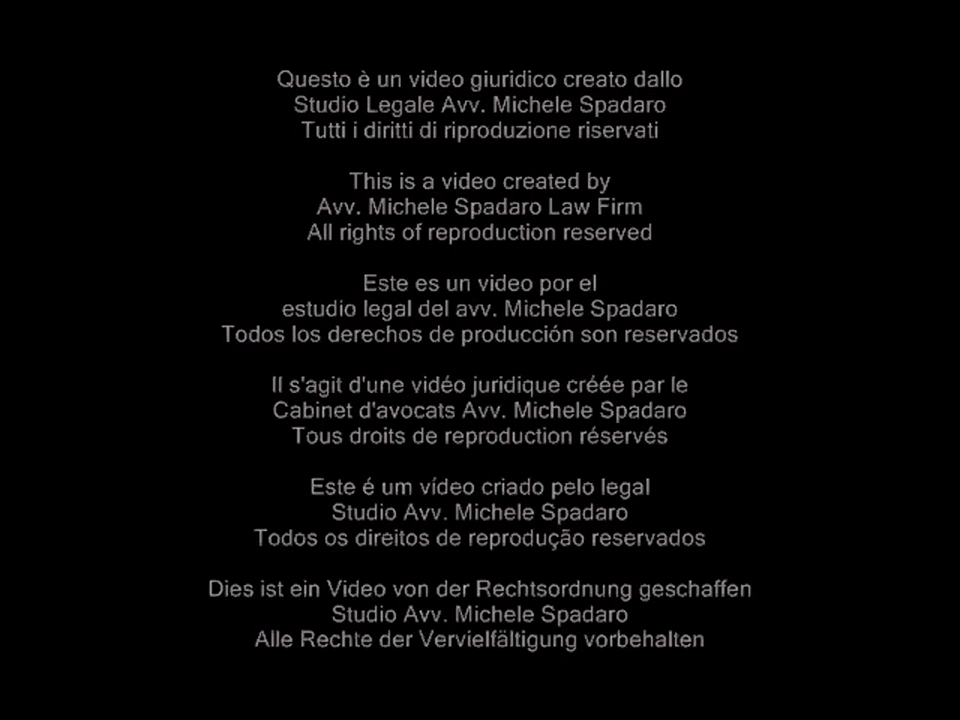 Questo è un video giuridico creato dallo
Studio Legale Avv. Michele Spadaro
Tutti i diritti di riproduzione riservati
This is a video created by
Avv. Michele Spadaro Law Firm
All rights of reproduction reserved
Este es un video por el
estudio legal del avv. Michele Spadaro
Todos los derechos de producción son reservados
Il s'agit d'une vidéo juridique créée par le
Cabinet d'avocats Avv. Michele Spadaro
Tous droits de reproduction réservés
Este é um vídeo criado pelo legal
Studio Avv. Michele Spadaro
Todos os direitos de reprodução reservados
Dies ist ein Video von der Rechtsordnung geschaffen
Studio Avv. Michele Spadaro
Alle Rechte der Vervielfältigung vorbehalten